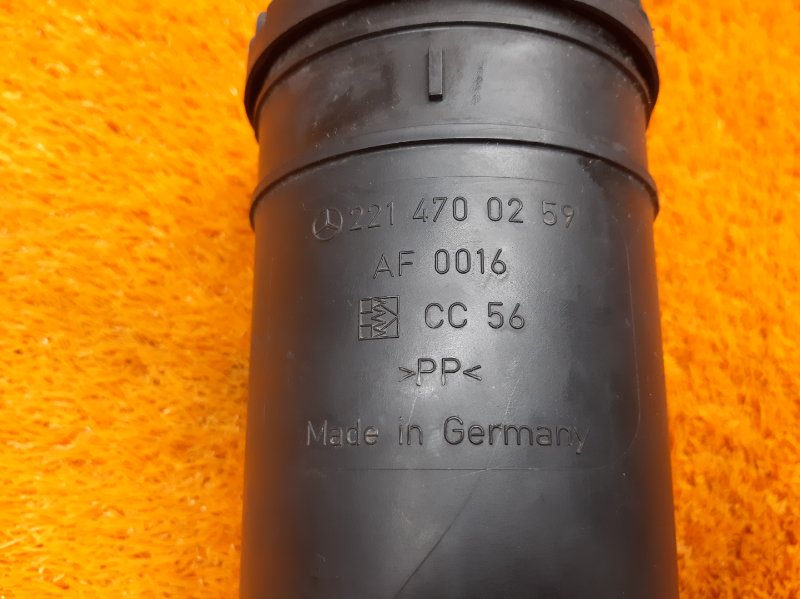 221 470 02 59
AF 0016
CC 56
>PP<
Made in Germany